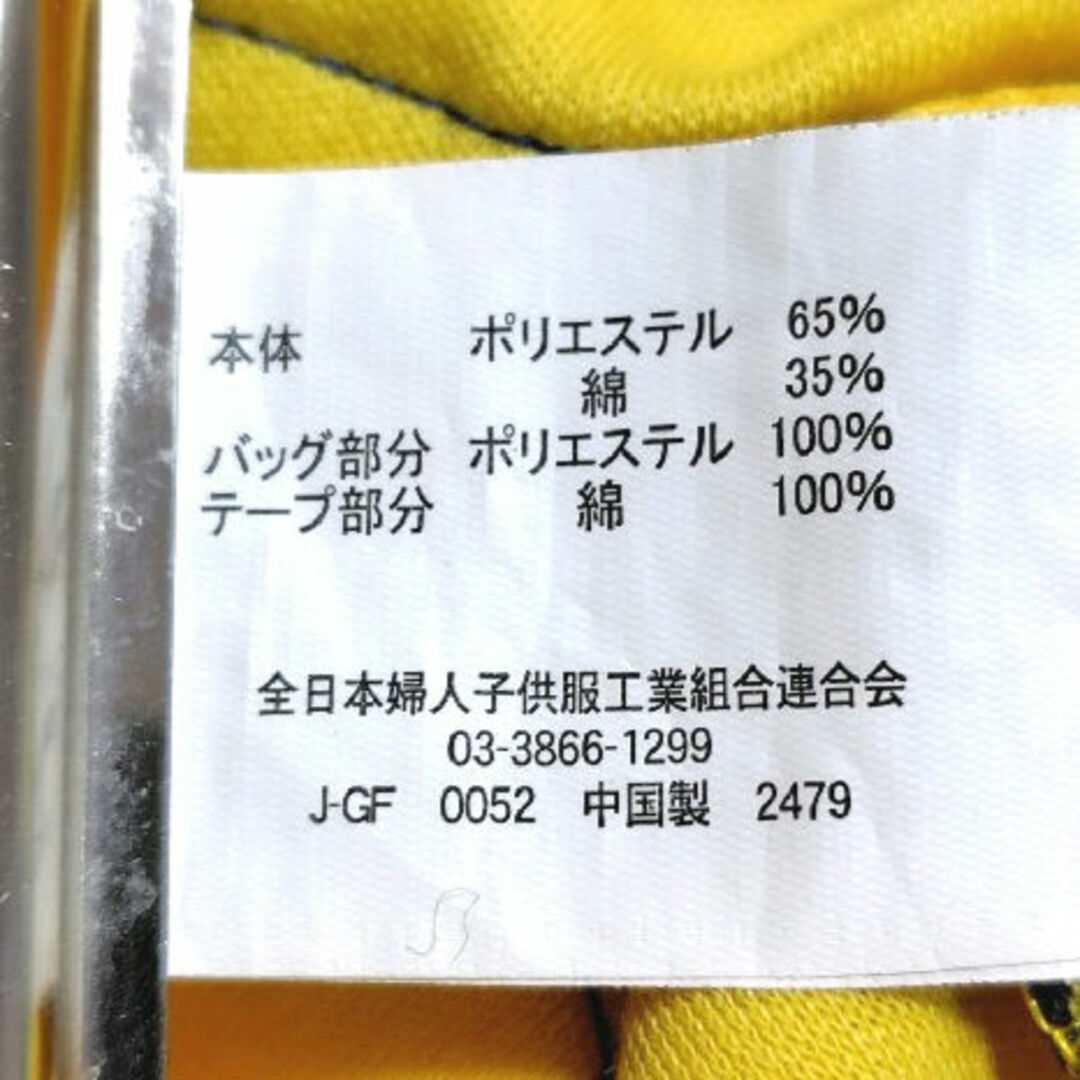 本体 ポリエステル 65%
綿 35%
バッグ部分 ポリエステル 100%
テープ部分 綿 100%
全日本婦人子供服工業組合連合会
03-3866-1299
J-GF 0052 中国製 2479